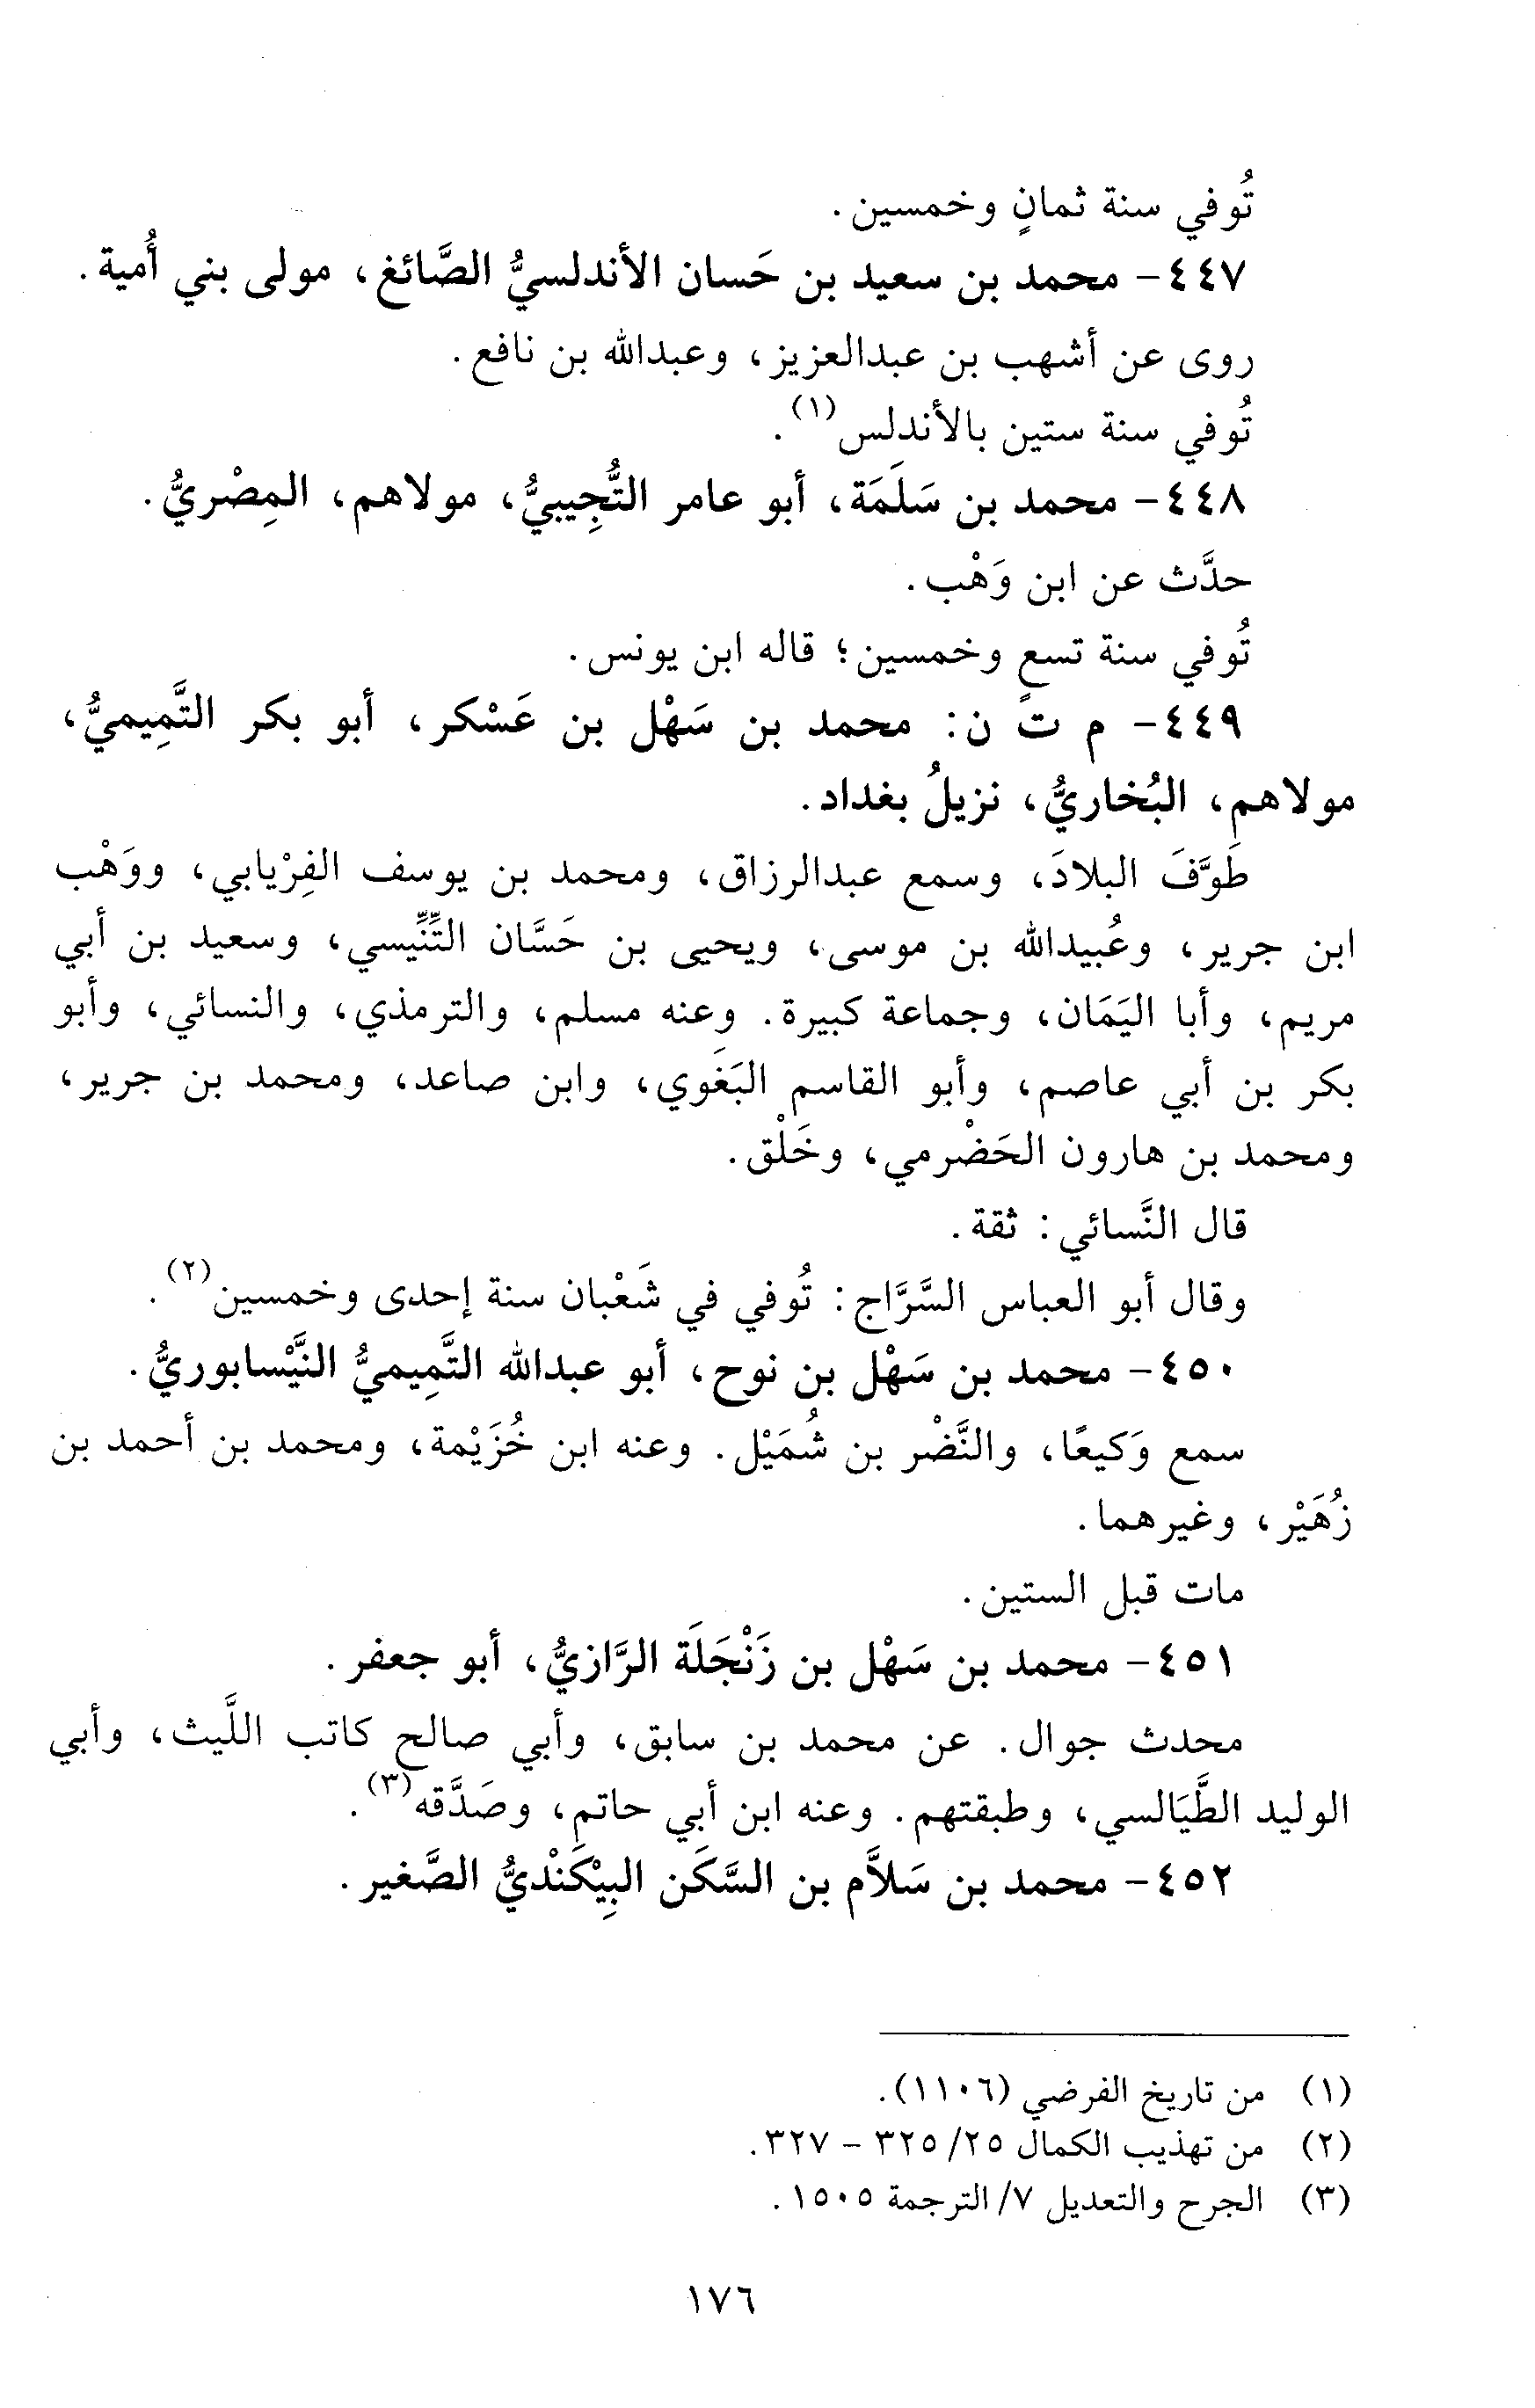 تُوفي سنة ثمانٍ وخمسين.
٤٤٧- محمد بن سعيد بن حَسان الأندلسيُّ الصَّائغ، مولى بني أُمية.
روى عن أشهب بن عبدالعزيز، وعبدالله بن نافع.
تُوفي سنة ستين بالأندلس(١).
٤٤٨- محمد بن سَلَمَة، أبو عامر التُّجِيبيُّ، مولاهم، المِصْريُّ.
حدَّث عن ابن وَهْب.
تُوفي سنة تسعٍ وخمسين؛ قاله ابن يونس.
٤٤٩- م ت ن: محمد بن سَهْل بن عَسْكر، أبو بكر التَّمِيميُّ،
مولاهم، البُخاريُّ، نزيلُ بغداد.
طَوَّفَ البلادَ، وسمع عبدالرزاق، ومحمد بن يوسف الفِرْيابي، ووَهْب
ابن جرير، وعُبيدالله بن موسى، ويحيى بن حَسَّان التِّنِّيسي، وسعيد بن أبي
مريم، وأبا اليَمَان، وجماعة كبيرة. وعنه مسلم، والترمذي، والنسائي، وأبو
بكر بن أبي عاصم، وأبو القاسم البَغَوي، وابن صاعد، ومحمد بن جرير،
ومحمد بن هارون الحَضْرمي، وخَلْق.
قال النَّسائي: ثقة.
وقال أبو العباس السَّرَّاج: تُوفي في شَعْبان سنة إحدى وخمسين(٢).
٤٥٠- محمد بن سَهْل بن نوح، أبو عبدالله التَّمِيميُّ النَّيْسابوريُّ.
سمع وَكيعًا، والنَّضْر بن شُمَيْل. وعنه ابن خُزَيْمة، ومحمد بن أحمد بن
زُهَيْر، وغيرهما.
مات قبل الستين.
٤٥١- محمد بن سَهْل بن زَنْجَلَة الرَّازيُّ، أبو جعفر.
محدث جوال. عن محمد بن سابق، وأبي صالح كاتب اللَّيث، وأبي
الوليد الطَّيَالسي، وطبقتهم. وعنه ابن أبي حاتم، وصَدَّقه(٣).
٤٥٢- محمد بن سَلاَّم بن السَّكَن البِيْكَنْديُّ الصَّغير.
(١) من تاريخ الفرضي (١١٠٦).
(٢) من تهذيب الكمال ٢٥/ ٣٢٥ - ٣٢٧.
(٣) الجرح والتعديل ٧/ الترجمة ١٥٠٥.
١٧٦